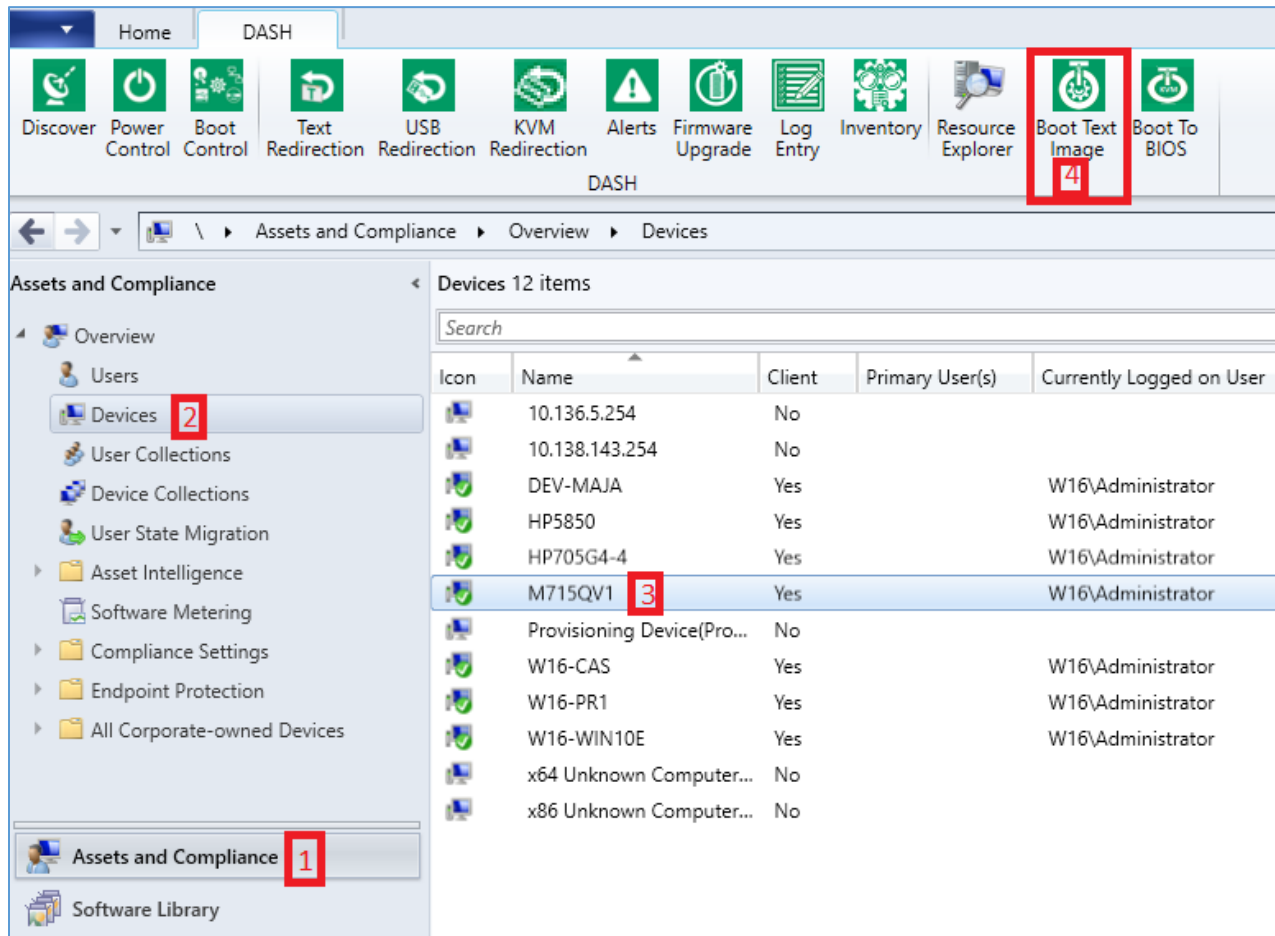 Home DASH
Discover Power Control Boot Control Text Redirection USB Redirection KVM Redirection Alerts Firmware Upgrade Log Entry Inventory Resource Explorer Boot Text Image Boot To BIOS
KVM
4
DASH
\ Assets and Compliance Overview Devices
Assets and Compliance
Overview
Users
Devices 2
User Collections
Device Collections
User State Migration
Asset Intelligence
Software Metering
Compliance Settings
Endpoint Protection
All Corporate-owned Devices
Assets and Compliance 1
Software Library
Devices 12 items
Search
Icon Name Client Primary User(s) Currently Logged on User
10.136.5.254 No
10.138.143.254 No
DEV-MAJA Yes W16\Administrator
HP5850 Yes W16\Administrator
HP705G4-4 Yes W16\Administrator
M715QV1 3 Yes W16\Administrator
Provisioning Device(Pro... No
W16-CAS Yes W16\Administrator
W16-PR1 Yes W16\Administrator
W16-WIN10E Yes W16\Administrator
x64 Unknown Computer... No
x86 Unknown Computer... No